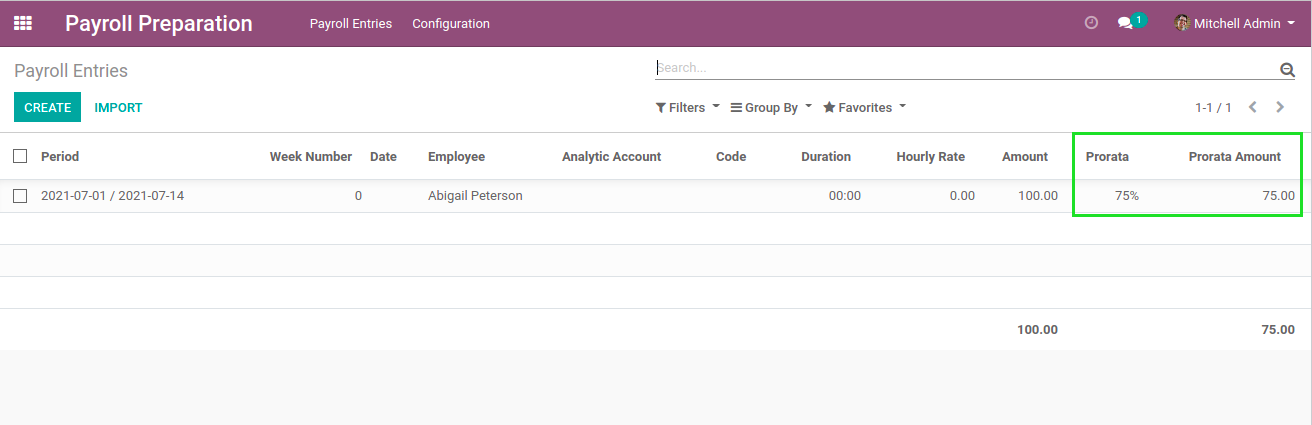 Payroll Preparation Payroll Entries Configuration 1 Mitchell Admin
Payroll Entries Search...
CREATE IMPORT Filters Group By Favorites 1-1 / 1
Period Week Number Date Employee Analytic Account Code Duration Hourly Rate Amount Prorata Prorata Amount
2021-07-01 / 2021-07-14 0 Abigail Peterson 00:00 0.00 100.00 75% 75.00
100.00 75.00